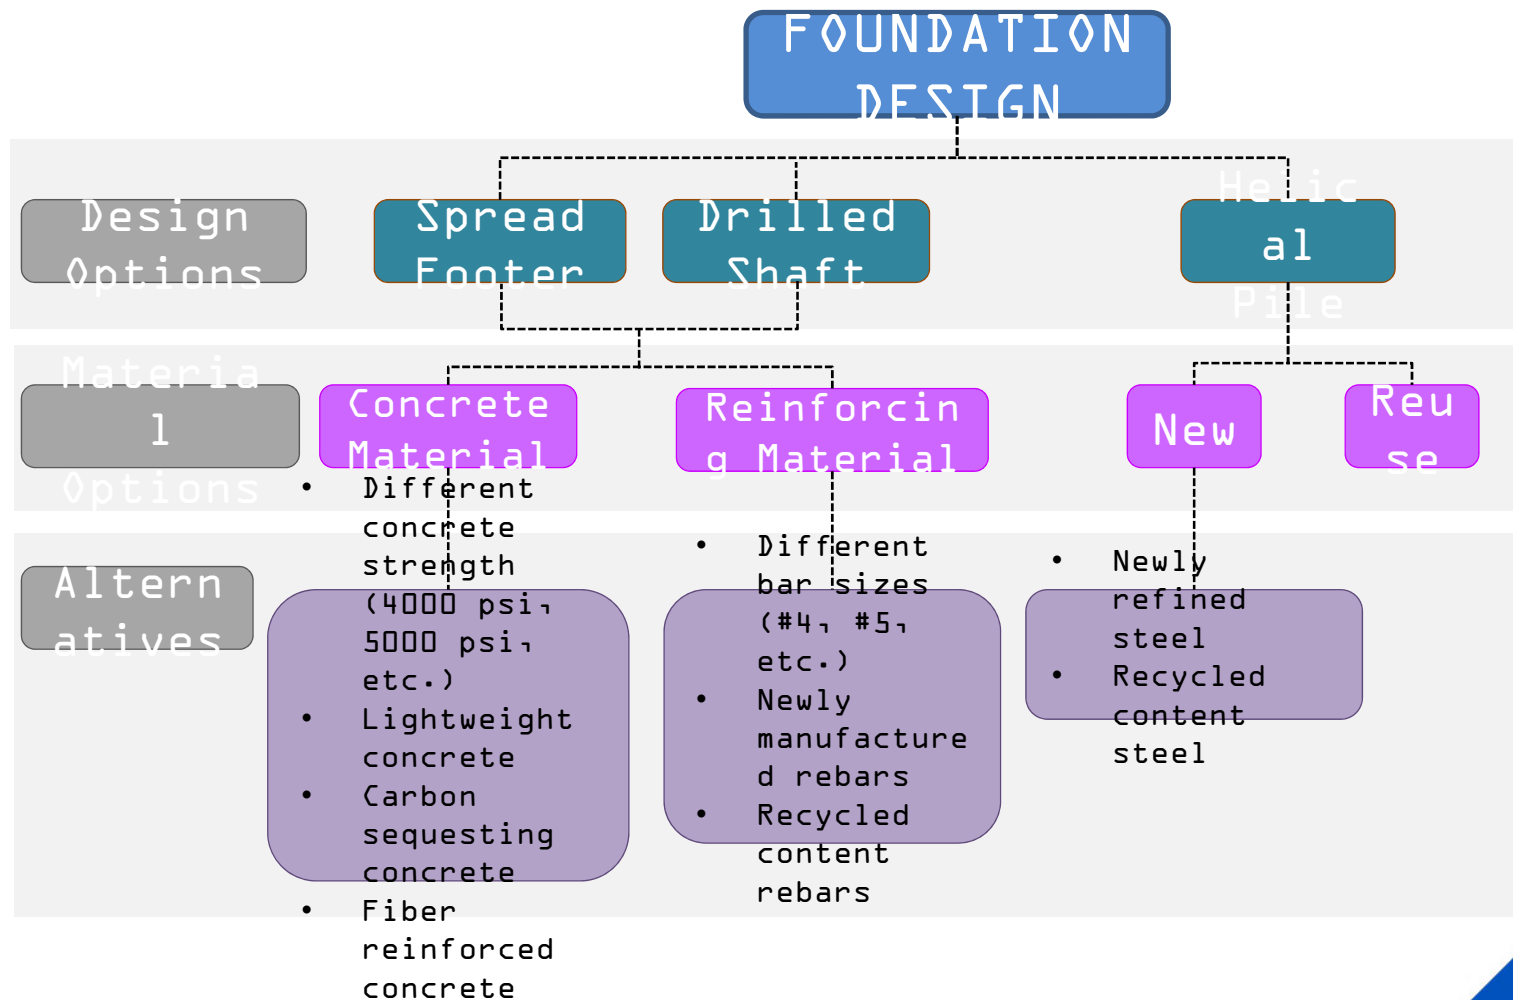 FOUNDATION
DESIGN
Design
Options
Spread
Footer
Drilled
Shaft
Helic
al
Pile
Materia
l
Options
Concrete
Material
Reinforcin
g Material
New
Reu
se
Altern
atives
• Different
concrete
strength
(4000 psi,
5000 psi,
etc.)
• Lightweight
concrete
• Carbon
sequesting
concrete
• Fiber
reinforced
concrete
• Different
bar sizes
(#4, #5,
etc.)
• Newly
manufacture
d rebars
• Recycled
content
rebars
• Newly
refined
steel
• Recycled
content
steel